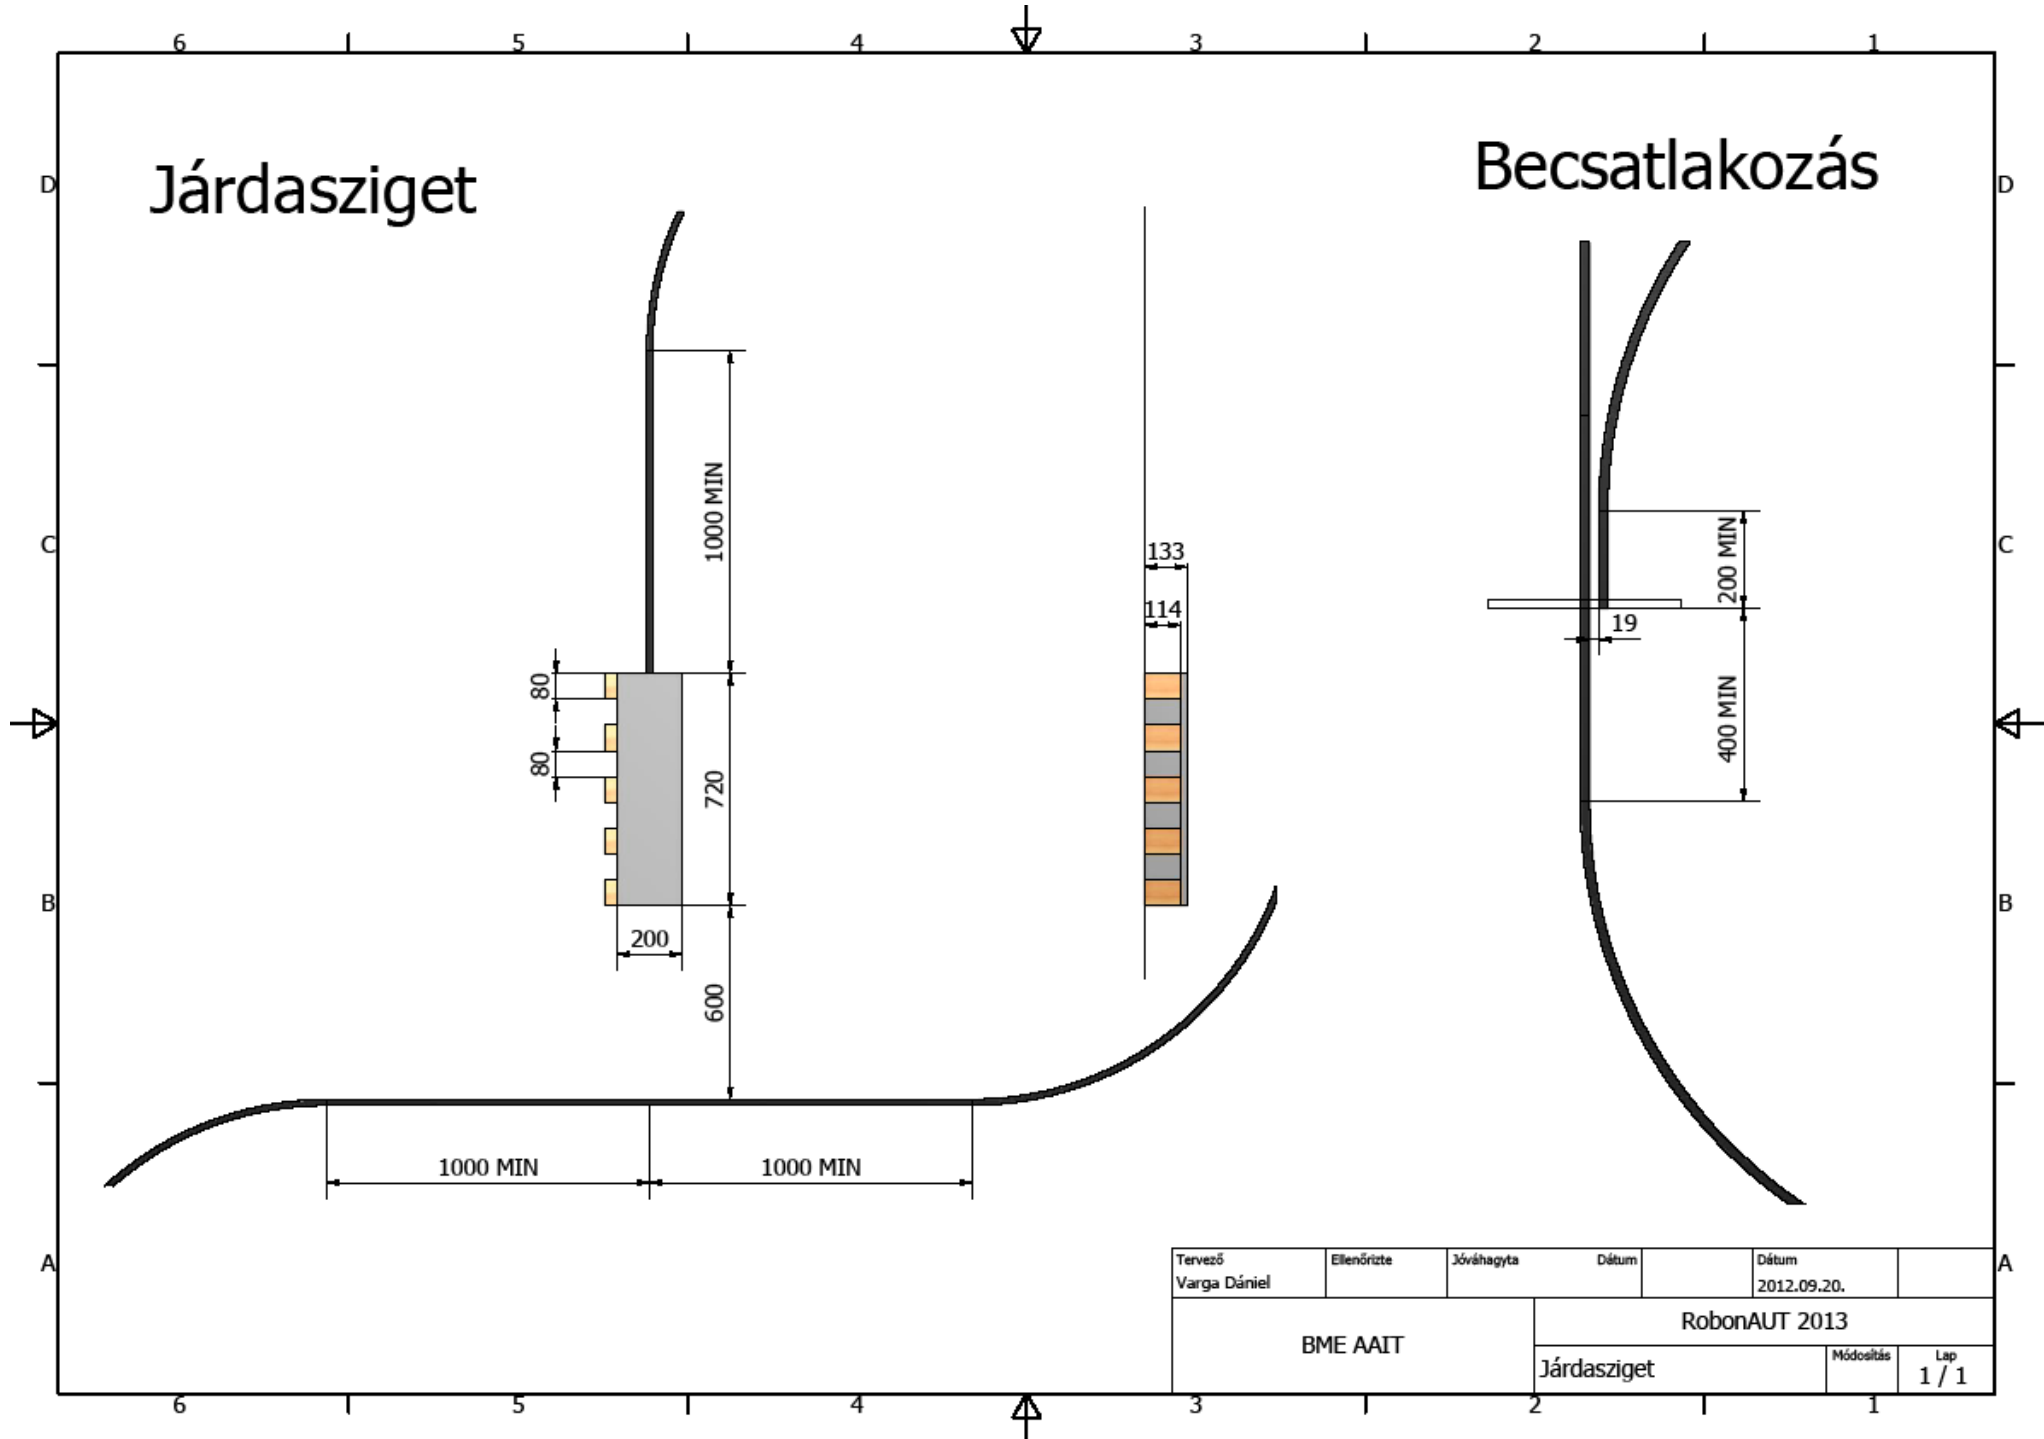 6 5 4 3 2 1
Járdasziget
Becsatlakozás
D D
C C
B B
A A
1000 MIN
80
80
720
200
600
1000 MIN 1000 MIN
133
114
200 MIN
19
400 MIN
Tervező Ellenőrizte Jóváhagyta Dátum Dátum
Varga Dániel 2012.09.20.
BME AAIT
RobonAUT 2013
Járdasziget
Módosítás
Lap
1 / 1
6 5 4 3 2 1